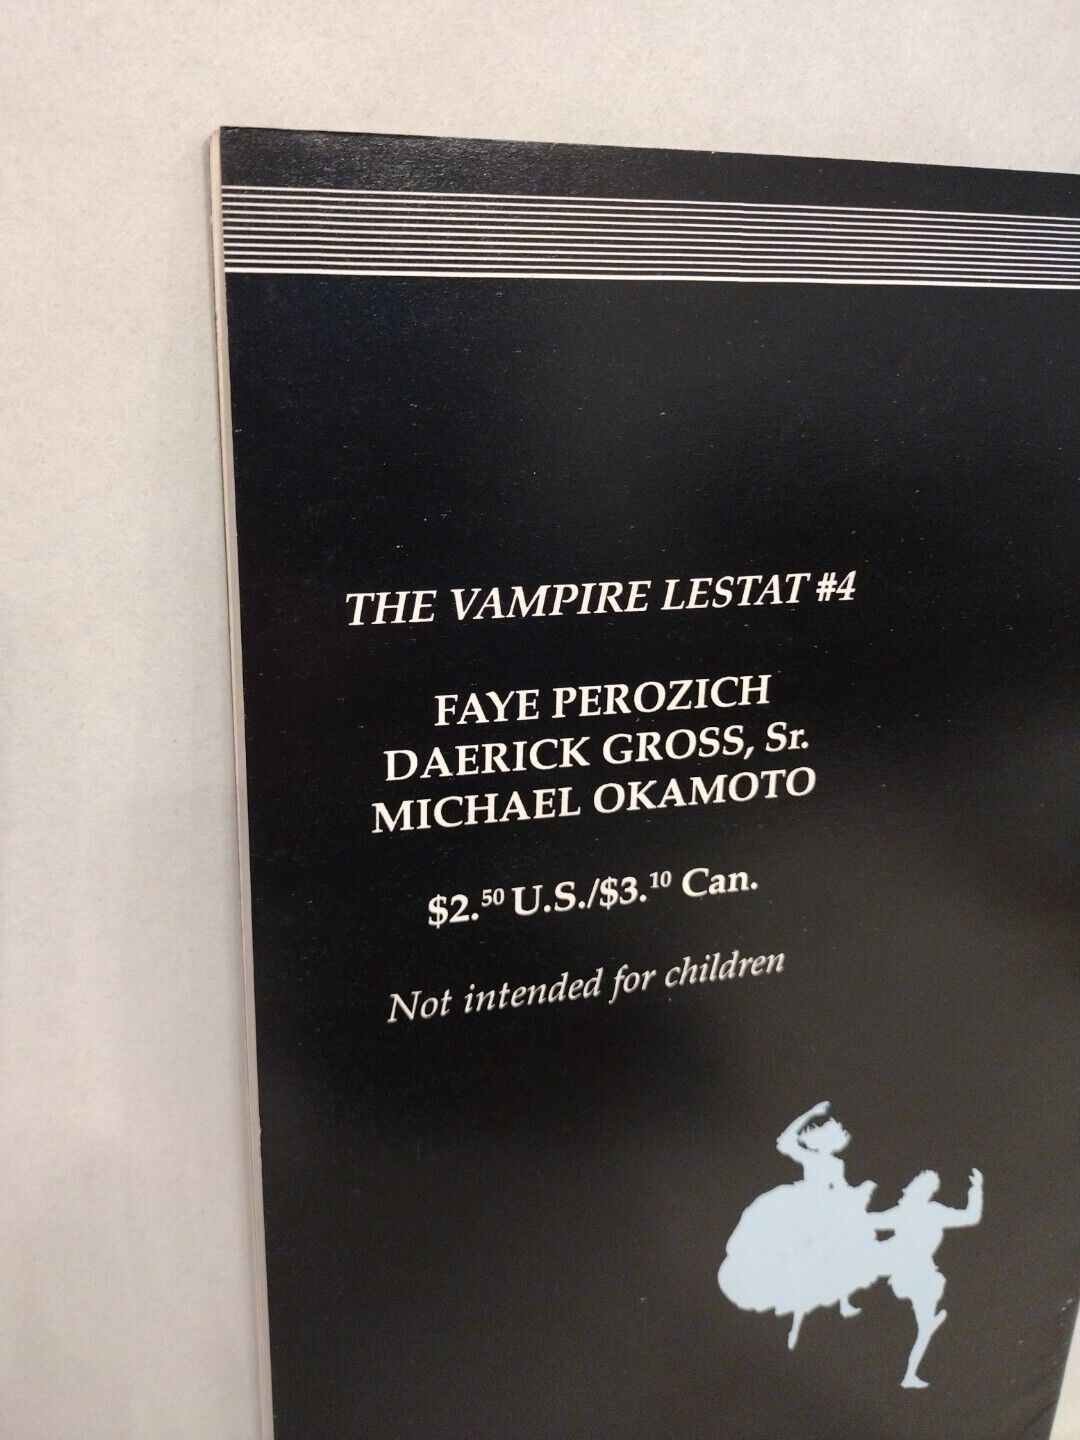 THE VAMPIRE LESTAT #4
FAYE PEROZICH
DAERICK GROSS, Sr.
MICHAEL OKAMOTO
$2.50 U.S./$3.10 Can.
Not intended for children